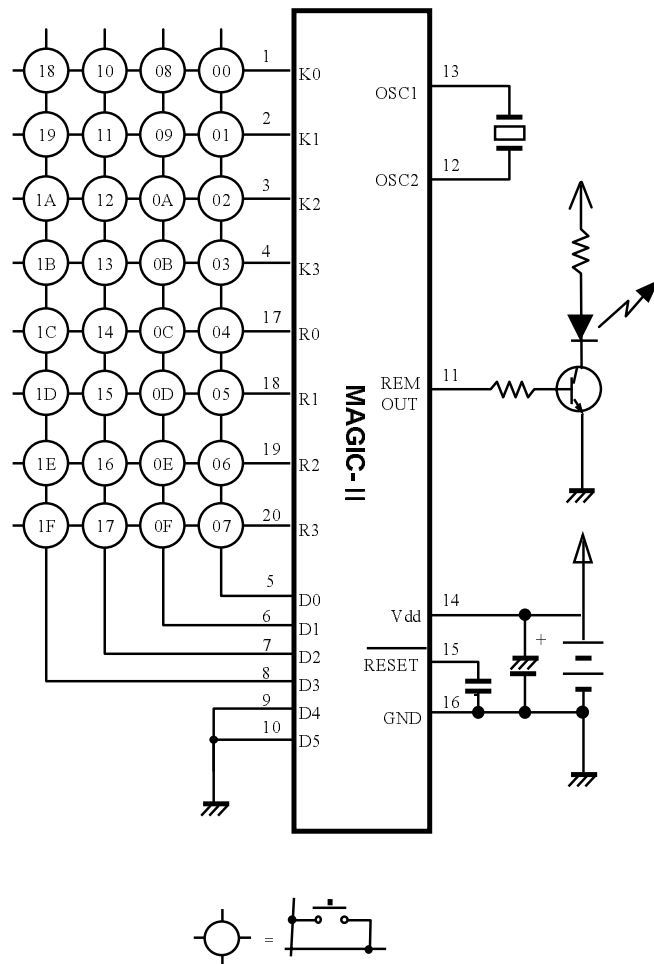 1
18 10 08 00 K0
13
OSC1
2
19 11 09 01 K1
12
OSC2
3
1A 12 0A 02 K2
4
1B 13 0B 03 K3
17
1C 14 0C 04 R0
18
1D 15 0D 05 R1
REM
OUT
11
MAGIC-II
19
1E 16 0E 06 R2
20
1F 17 0F 07 R3
5
D0
6
D1
7
D2
8
D3
9
D4
10
D5
Vdd
14
+
15
RESET
16
GND
=